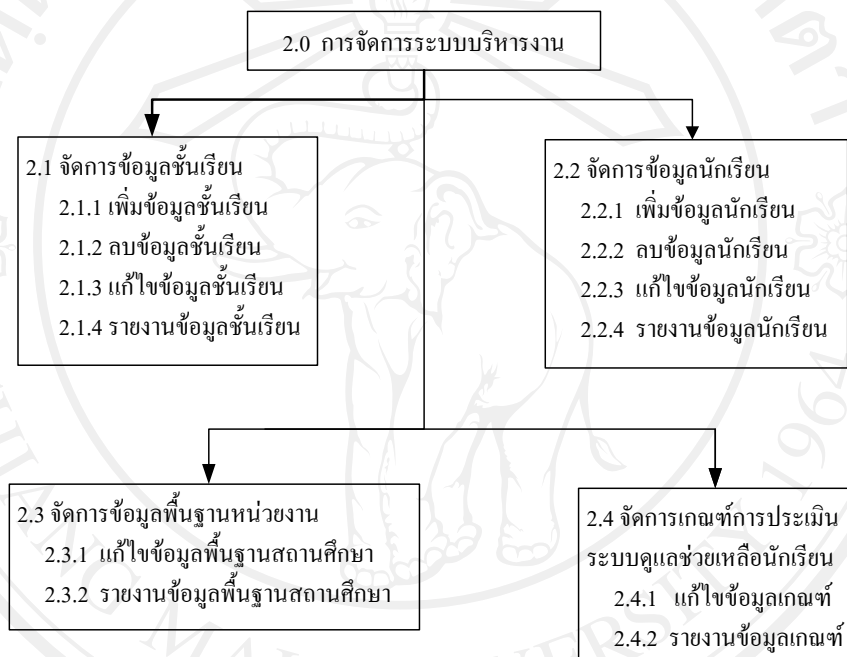 2.0 การจัดการระบบบริหารงาน
2.1 จัดการข้อมูลชั้นเรียน
2.1.1 เพิ่มข้อมูลชั้นเรียน
2.1.2 ลบข้อมูลชั้นเรียน
2.1.3 แก้ไขข้อมูลชั้นเรียน
2.1.4 รายงานข้อมูลชั้นเรียน
2.2 จัดการข้อมูลนักเรียน
2.2.1 เพิ่มข้อมูลนักเรียน
2.2.2 ลบข้อมูลนักเรียน
2.2.3 แก้ไขข้อมูลนักเรียน
2.2.4 รายงานข้อมูลนักเรียน
2.3 จัดการข้อมูลพื้นฐานหน่วยงาน
2.3.1 แก้ไขข้อมูลพื้นฐานสถานศึกษา
2.3.2 รายงานข้อมูลพื้นฐานสถานศึกษา
2.4 จัดการเกณฑ์การประเมิน
ระบบดูแลช่วยเหลือนักเรียน
2.4.1 แก้ไขข้อมูลเกณฑ์
2.4.2 รายงานข้อมูลเกณฑ์
1964